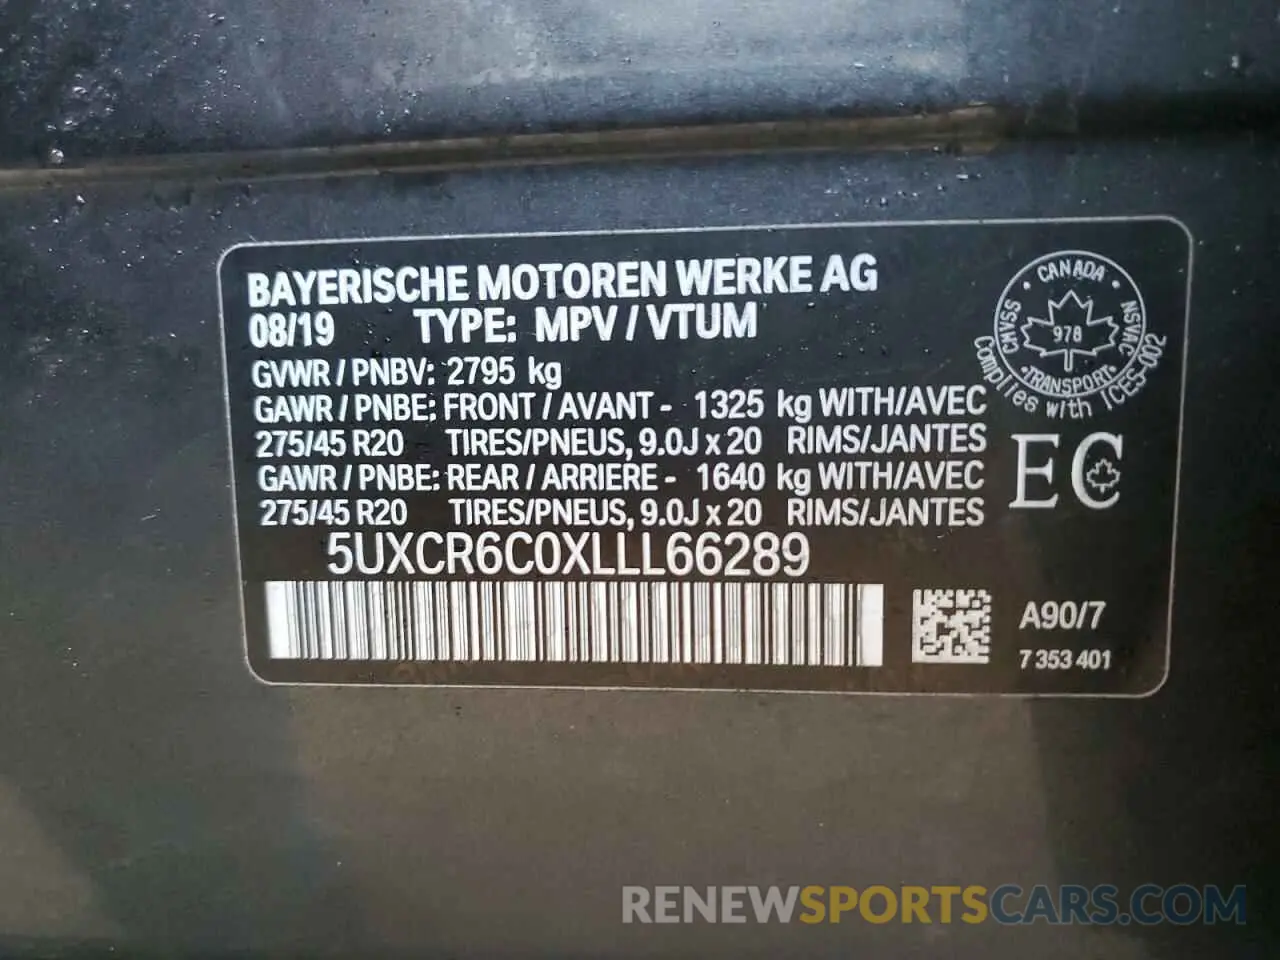 BAYERISCHE MOTOREN WERKE AG
08/19 TYPE: MPV / VTUM
GVWR / PNBV: 2795 kg
GAWR / PNBE: FRONT / AVANT - 1325 kg WITH/AVEC
275/45 R20 TIRES/PNEUS, 9.0J x 20 RIMS/JANTES
GAWR / PNBE: REAR / ARRIERE - 1640 kg WITH/AVEC
275/45 R20 TIRES/PNEUS, 9.0J x 20 RIMS/JANTES
5UXCR6C0XLLL66289
CANADA
CMVSS
NSVAC
978
TRANSPORT
Complies with ICES-002
EC
A90/7
7 353 401
RENEWSPORTSCARS.COM